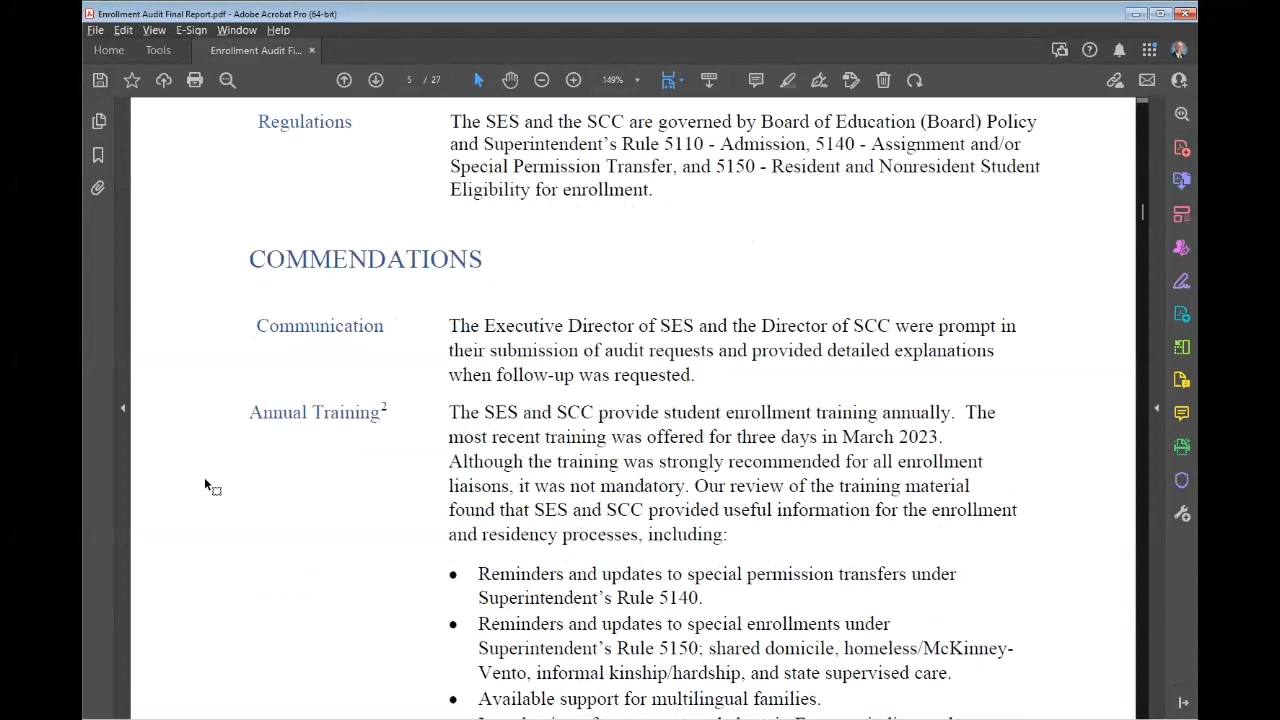 Enrollment Audit Final Report.pdf - Adobe Acrobat Pro (64-bit)
File Edit View E-Sign Window Help
Home Tools Enrollment Audit Fi... ×
5 / 27 149%
Regulations
The SES and the SCC are governed by Board of Education (Board) Policy
and Superintendent's Rule 5110 - Admission, 5140 - Assignment and/or
Special Permission Transfer, and 5150 - Resident and Nonresident Student
Eligibility for enrollment.
COMMENDATIONS
Communication
The Executive Director of SES and the Director of SCC were prompt in
their submission of audit requests and provided detailed explanations
when follow-up was requested.
Annual Training2
The SES and SCC provide student enrollment training annually. The
most recent training was offered for three days in March 2023.
Although the training was strongly recommended for all enrollment
liaisons, it was not mandatory. Our review of the training material
found that SES and SCC provided useful information for the enrollment
and residency processes, including:
• Reminders and updates to special permission transfers under
Superintendent's Rule 5140.
• Reminders and updates to special enrollments under
Superintendent's Rule 5150; shared domicile, homeless/McKinney-
Vento, informal kinship/hardship, and state supervised care.
• Available support for multilingual families.